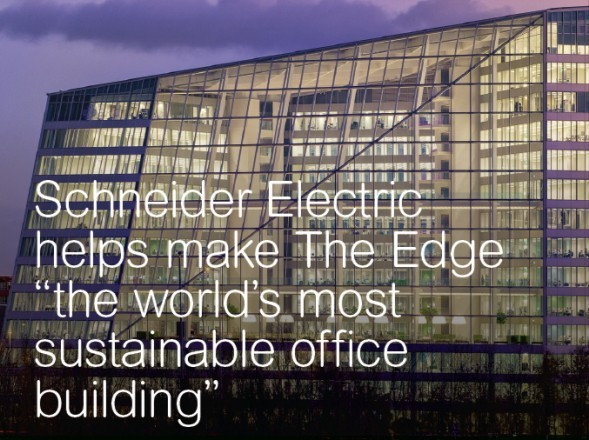 Schneider Electric
helps make The Edge
“the world’s most
sustainable office
building”